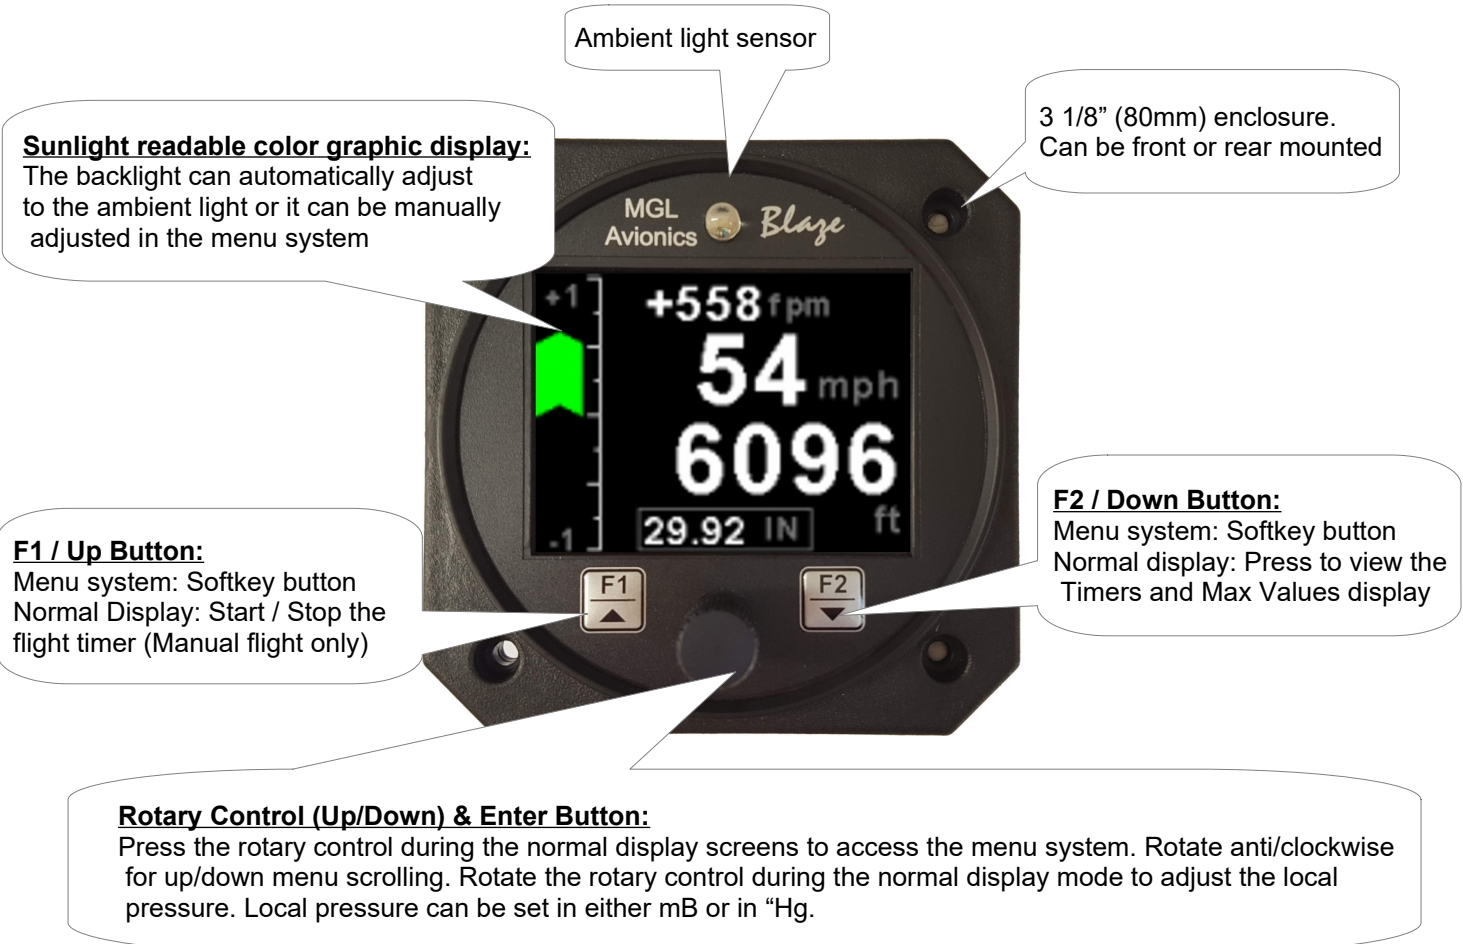 Ambient light sensor
3 1/8” (80mm) enclosure.
Can be front or rear mounted
Sunlight readable color graphic display:
The backlight can automatically adjust
to the ambient light or it can be manually
adjusted in the menu system
MGL
Avionics
Blaze
+1
+558 fpm
54 mph
6096
ft
29.92 IN
-1
F1 / Up Button:
Menu system: Softkey button
Normal Display: Start / Stop the
flight timer (Manual flight only)
F1
F2
F2 / Down Button:
Menu system: Softkey button
Normal display: Press to view the
Timers and Max Values display
Rotary Control (Up/Down) & Enter Button:
Press the rotary control during the normal display screens to access the menu system. Rotate anti/clockwise
for up/down menu scrolling. Rotate the rotary control during the normal display mode to adjust the local
pressure. Local pressure can be set in either mB or in “Hg.